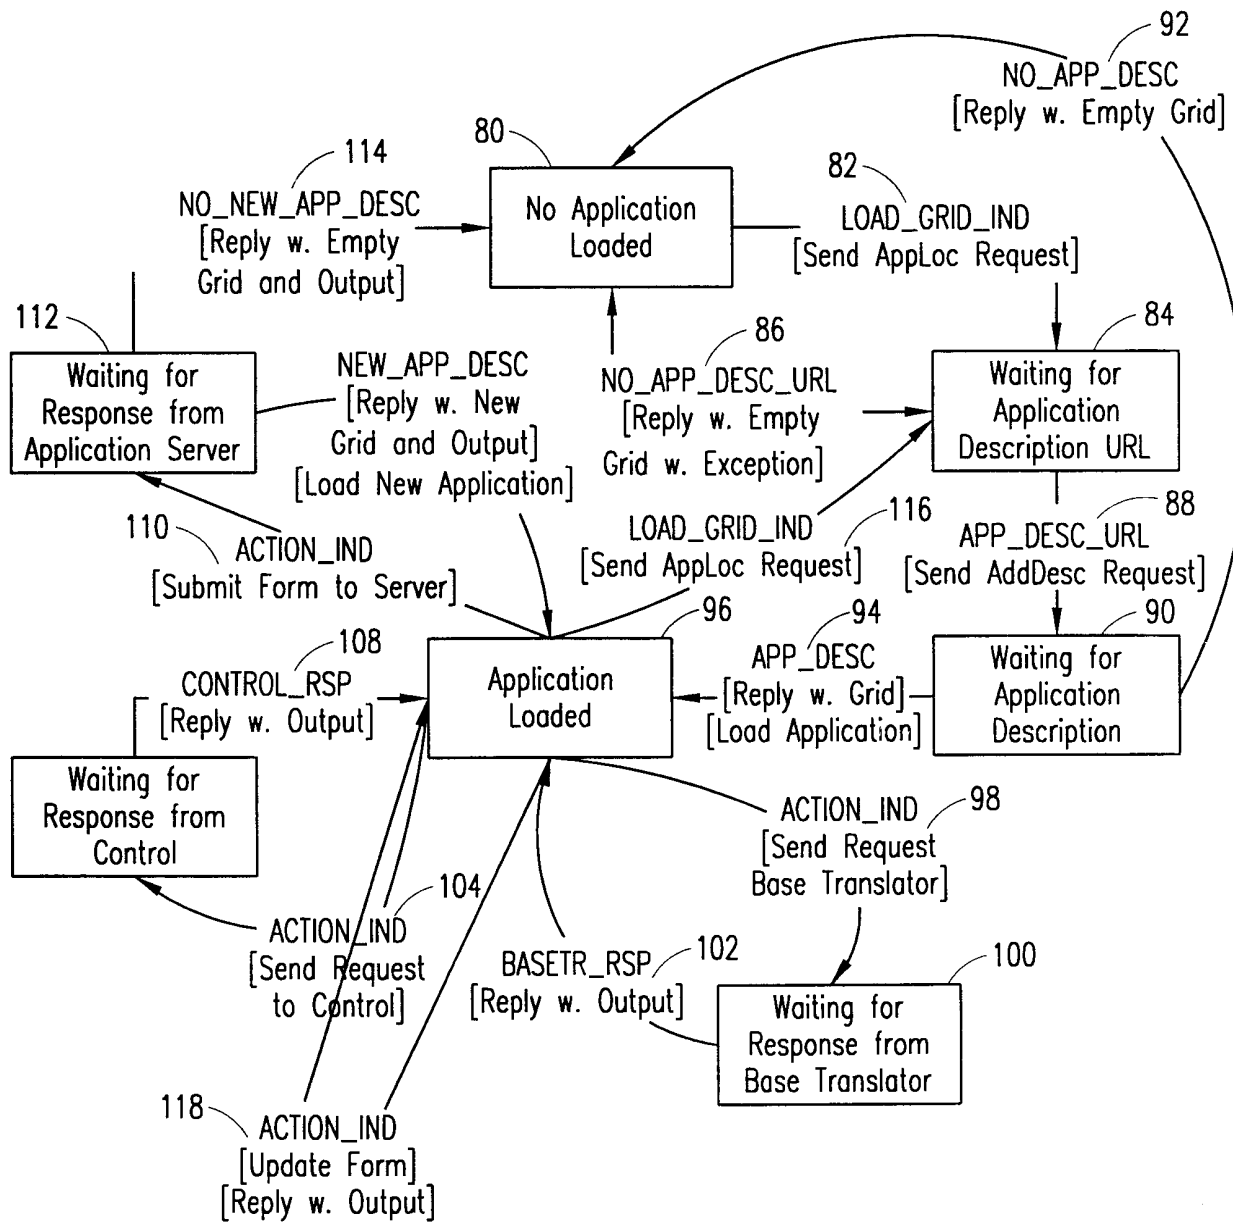 92
NO_APP_DESC
[Reply w. Empty Grid]
80
114
82
NO_NEW_APP_DESC
[Reply w. Empty
Grid and Output]
No Application
Loaded
LOAD_GRID_IND
[Send AppLoc Request]
112
Waiting for
Response from
Application Server
NEW_APP_DESC
[Reply w. New
Grid and Output]
[Load New Application]
86
NO_APP_DESC_URL
[Reply w. Empty
Grid w. Exception]
84
Waiting for
Application
Description URL
110
ACTION_IND
[Submit Form to Server]
LOAD_GRID_IND
[Send AppLoc Request]
116
88
APP_DESC_URL
[Send AddDesc Request]
108
CONTROL_RSP
[Reply w. Output]
96
Application
Loaded
94
APP_DESC
[Reply w. Grid]
[Load Application]
90
Waiting for
Application
Description
Waiting for
Response from
Control
ACTION_IND
[Send Request
Base Translator]
98
104
ACTION_IND
[Send Request
to Control]
102
BASETR_RSP
[Reply w. Output]
100
Waiting for
Response from
Base Translator
118
ACTION_IND
[Update Form]
[Reply w. Output]